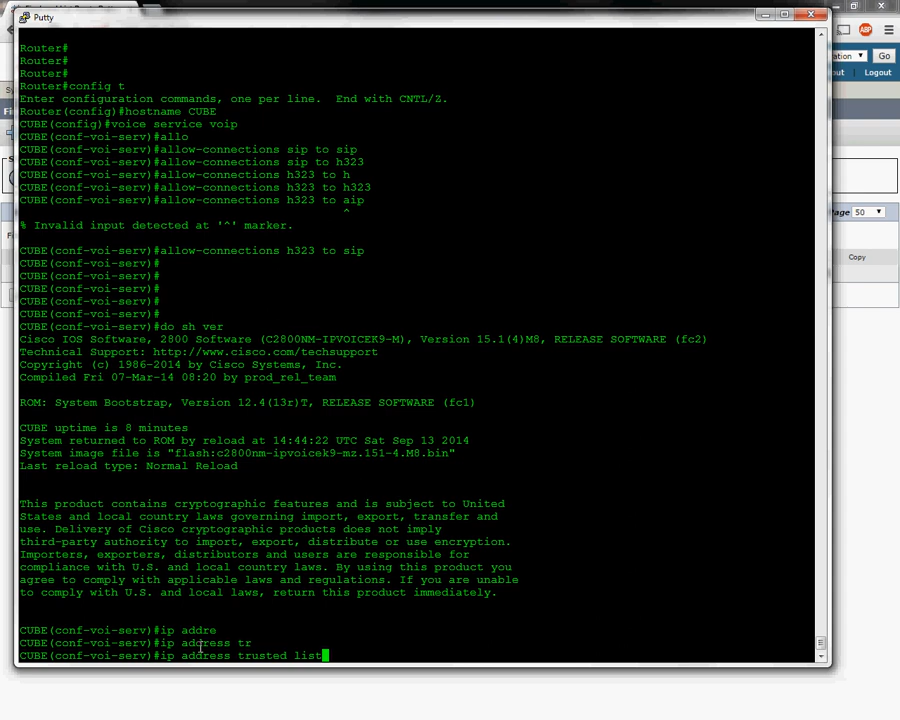 Putty
Router#
Router#
Router#
Router#config t
Enter configuration commands, one per line.  End with CNTL/Z.
Router(config)#hostname CUBE
CUBE(config)#voice service voip
CUBE(conf-voi-serv)#allo
CUBE(conf-voi-serv)#allow-connections sip to sip
CUBE(conf-voi-serv)#allow-connections sip to h323
CUBE(conf-voi-serv)#allow-connections h323 to h
CUBE(conf-voi-serv)#allow-connections h323 to h323
CUBE(conf-voi-serv)#allow-connections h323 to aip
^
% Invalid input detected at '^' marker.
CUBE(conf-voi-serv)#allow-connections h323 to sip
CUBE(conf-voi-serv)#
CUBE(conf-voi-serv)#
CUBE(conf-voi-serv)#
CUBE(conf-voi-serv)#
CUBE(conf-voi-serv)#do sh ver
Cisco IOS Software, 2800 Software (C2800NM-IPVOICEK9-M), Version 15.1(4)M8, RELEASE SOFTWARE (fc2)
Technical Support: http://www.cisco.com/techsupport
Copyright (c) 1986-2014 by Cisco Systems, Inc.
Compiled Fri 07-Mar-14 08:20 by prod_rel_team
ROM: System Bootstrap, Version 12.4(13r)T, RELEASE SOFTWARE (fc1)
CUBE uptime is 8 minutes
System returned to ROM by reload at 14:44:22 UTC Sat Sep 13 2014
System image file is "flash:c2800nm-ipvoicek9-mz.151-4.M8.bin"
Last reload type: Normal Reload
This product contains cryptographic features and is subject to United
States and local country laws governing import, export, transfer and
use. Delivery of Cisco cryptographic products does not imply
third-party authority to import, export, distribute or use encryption.
Importers, exporters, distributors and users are responsible for
compliance with U.S. and local country laws. By using this product you
agree to comply with applicable laws and regulations. If you are unable
to comply with U.S. and local laws, return this product immediately.
CUBE(conf-voi-serv)#ip addre
CUBE(conf-voi-serv)#ip address tr
CUBE(conf-voi-serv)#ip address trusted list
ABP
Go
Logout
50
Copy